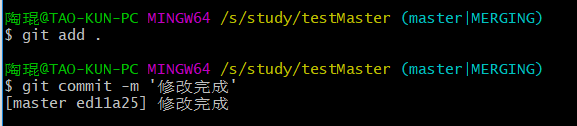 陶琨@TAO-KUN-PC MINGW64 /s/study/testMaster (master|MERGING)
$ git add .
陶琨@TAO-KUN-PC MINGW64 /s/study/testMaster (master|MERGING)
$ git commit -m '修改完成'
[master ed11a25] 修改完成